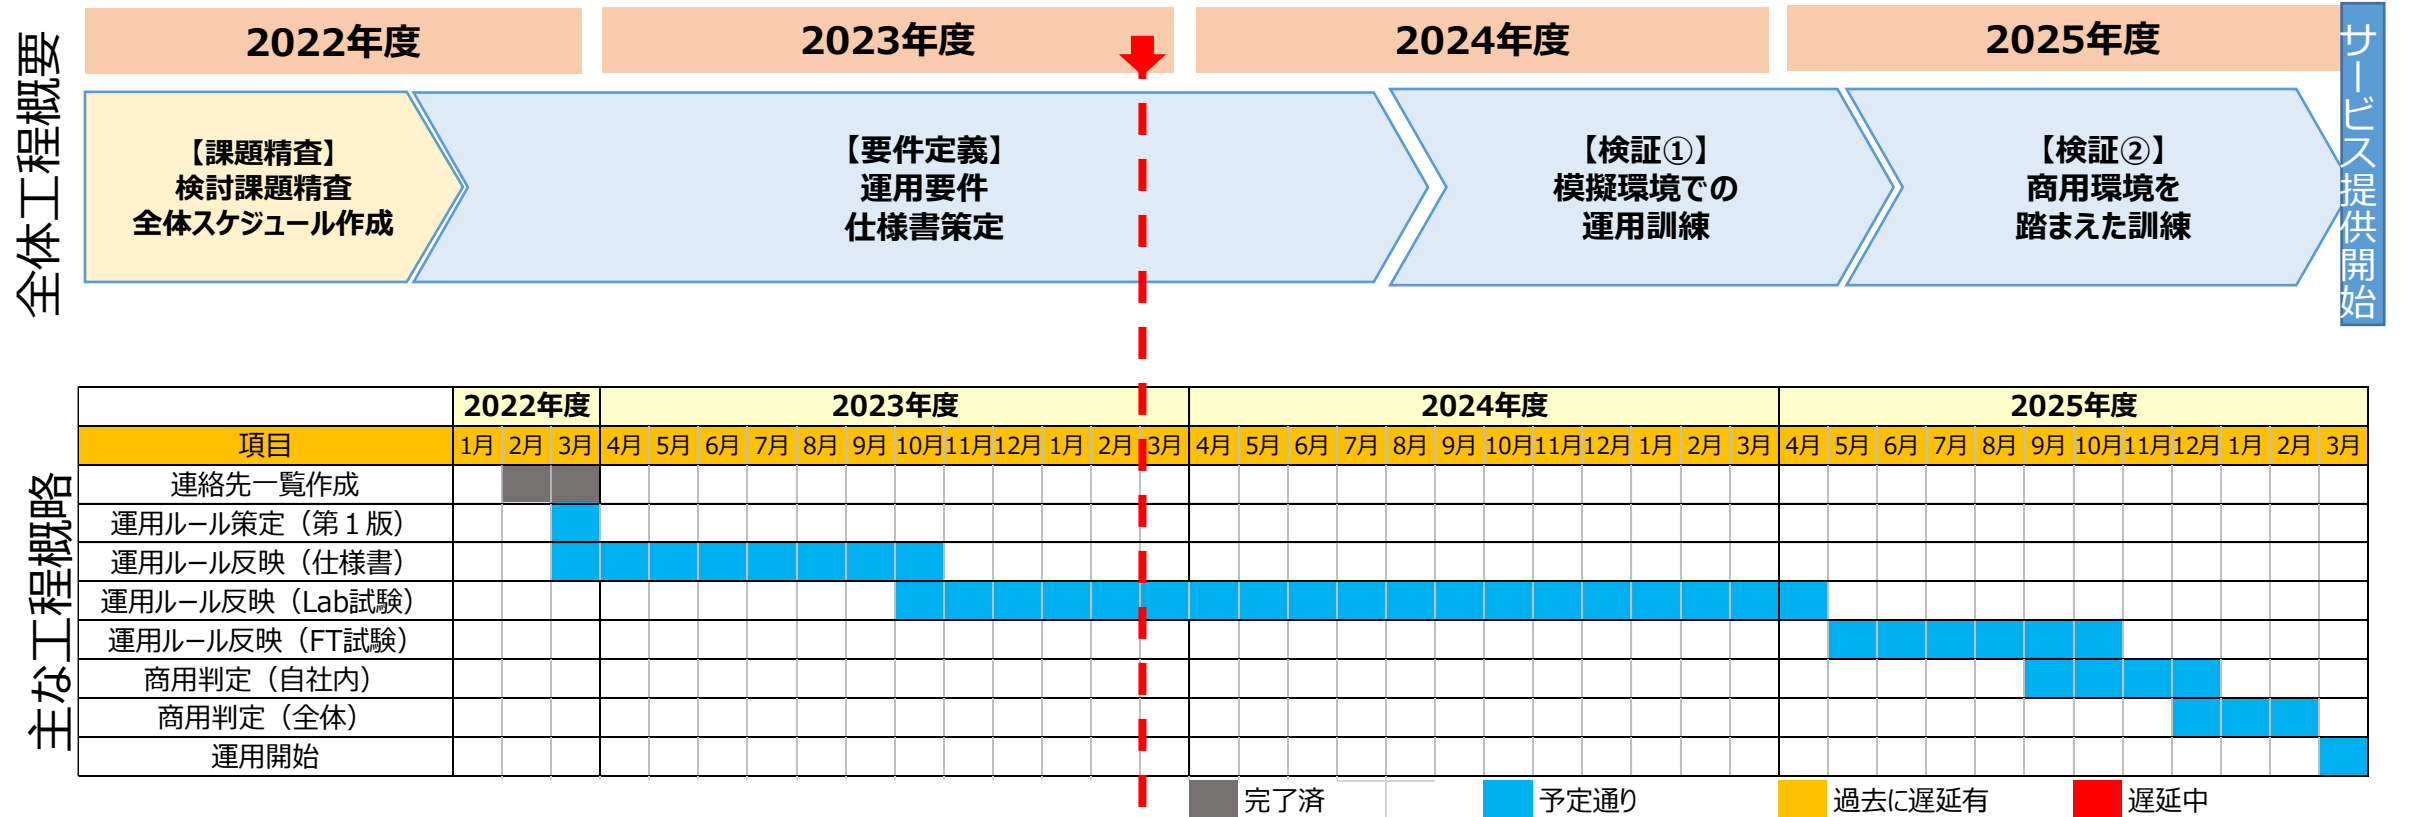 全体工程概要
2022年度
2023年度
2024年度
2025年度
サービス提供開始
【課題精査】
検討課題精査
全体スケジュール作成
【要件定義】
運用要件
仕様書策定
【検証①】
模擬環境での
運用訓練
【検証②】
商用環境を
踏まえた訓練
主な工程概略
2022年度 2023年度 2024年度 2025年度
項目 1月 2月 3月 4月 5月 6月 7月 8月 9月 10月 11月 12月 1月 2月 3月 4月 5月 6月 7月 8月 9月 10月 11月 12月 1月 2月 3月 4月 5月 6月 7月 8月 9月 10月 11月 12月 1月 2月 3月
連絡先一覧作成
運用ルール策定（第１版）
運用ルール反映（仕様書）
運用ルール反映（Lab試験）
運用ルール反映（FT試験）
商用判定（自社内）
商用判定（全体）
運用開始
完了済 予定通り 過去に遅延有 遅延中